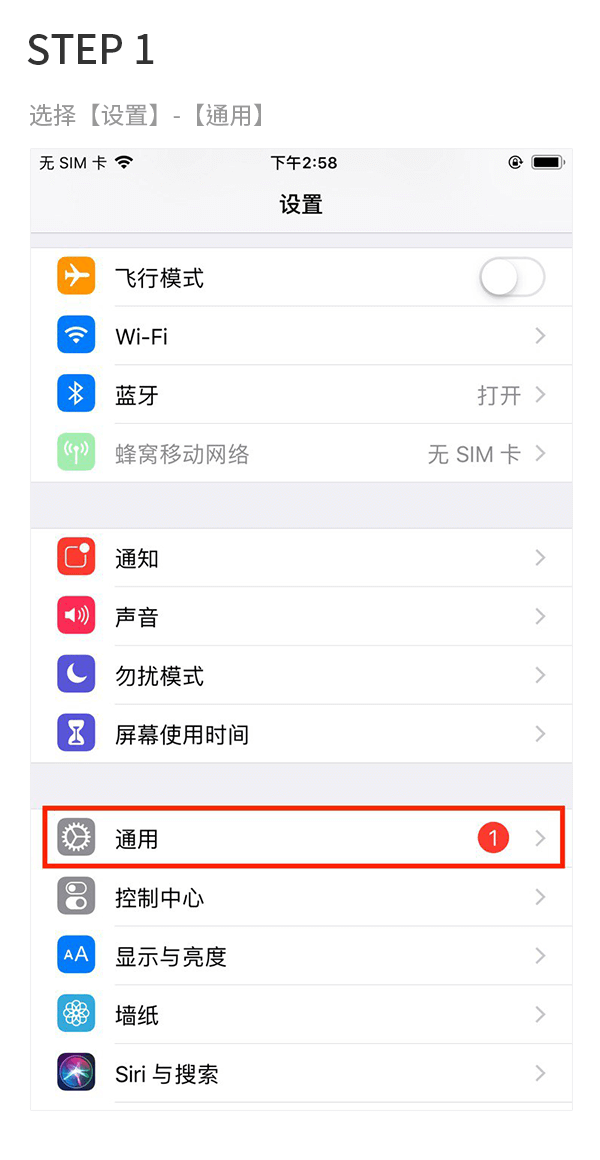 STEP 1
选择【设置】-【通用】
无 SIM 卡 下午2:58
设置
飞行模式
Wi-Fi
蓝牙 打开
蜂窝移动网络 无 SIM 卡
通知
声音
勿扰模式
屏幕使用时间
通用 1
控制中心
AA 显示与亮度
墙纸
Siri 与搜索